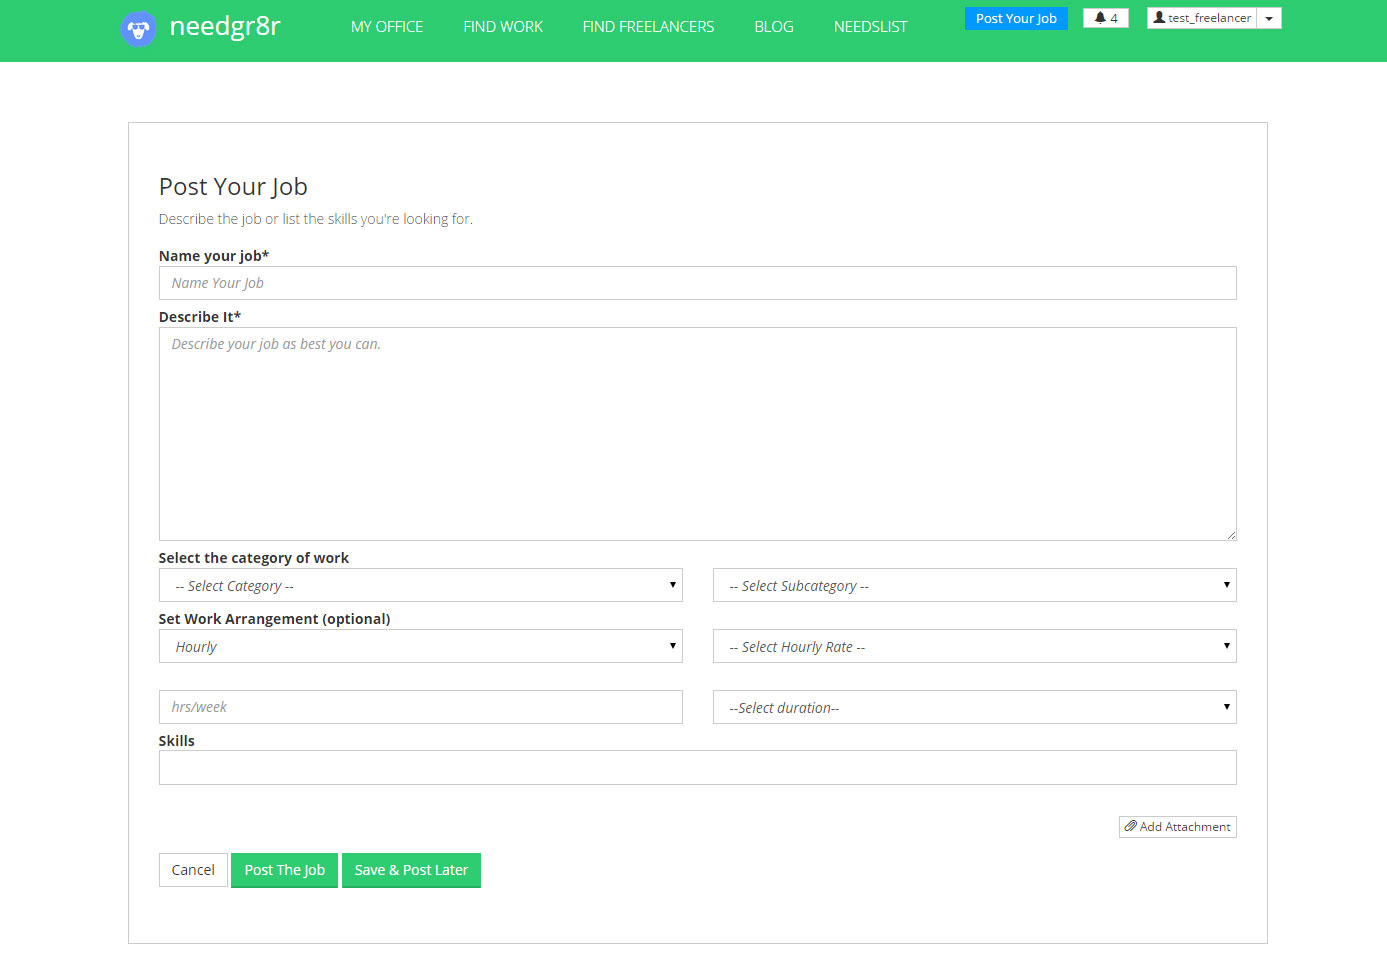 needgr8r
MY OFFICE FIND WORK FIND FREELANCERS BLOG NEEDSLIST
Post Your Job 4 test_freelancer
Post Your Job
Describe the job or list the skills you're looking for.
Name your job*
Name Your Job
Describe It*
Describe your job as best you can.
Select the category of work
-- Select Category -- -- Select Subcategory --
Set Work Arrangement (optional)
Hourly -- Select Hourly Rate --
hrs/week --Select duration--
Skills
Add Attachment
Cancel Post The Job Save & Post Later